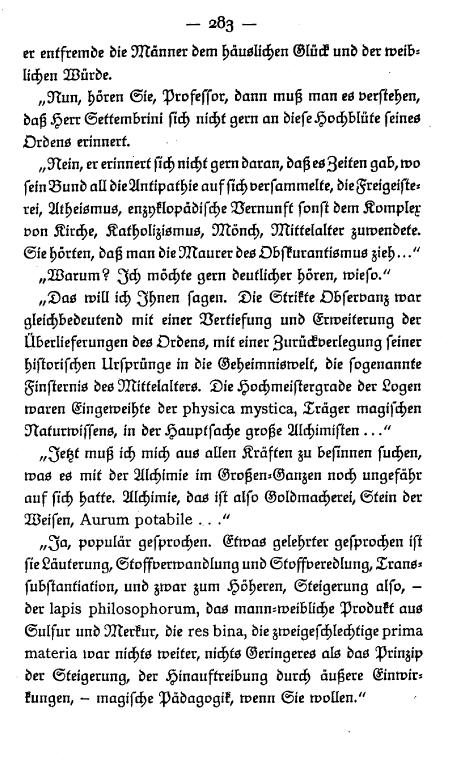 — 283 —
er entfremde die Männer dem häuslichen Glück und der weib-
lichen Würde.
„Nun, hören Sie, Professor, dann muß man es verstehen,
daß Herr Settembrini sich nicht gern an diese Hochblüte seines
Ordens erinnert.
„Nein, er erinnert sich nicht gern daran, daß es Zeiten gab, wo
sein Bund all die Antipathie auf sich versammelte, die Freigeiste-
rei, Atheismus, enzyklopädische Vernunft sonst dem Komplex
von Kirche, Katholizismus, Mönch, Mittelalter zuwendete.
Sie hörten, daß man die Maurer des Obskurantismus zieh ...“
„Warum? Ich möchte gern deutlicher hören, wieso.“
„Das will ich Ihnen sagen. Die Strikte Observanz war
gleichbedeutend mit einer Vertiefung und Erweiterung der
Überlieferungen des Ordens, mit einer Zurückverlegung seiner
historischen Ursprünge in die Geheimniswelt, die sogenannte
Finsternis des Mittelalters. Die Hochmeistergrade der Logen
waren Eingeweihte der physica mystica, Träger magischen
Naturwissens, in der Hauptsache große Alchimisten ...“
„Jetzt muß ich mich aus allen Kräften zu besinnen suchen,
was es mit der Alchimie im Großen-Ganzen noch ungefähr
auf sich hatte. Alchimie, das ist also Goldmacherei, Stein der
Weisen, Aurum potabile ...“
„Ja, populär gesprochen. Etwas gelehrter gesprochen ist
sie Läuterung, Stoffverwandlung und Stoffveredlung, Trans-
substantiation, und zwar zum Höheren, Steigerung also, –
der lapis philosophorum, das mann-weibliche Produkt aus
Sulfur und Merkur, die res bina, die zweigeschlechtige prima
materia war nichts weiter, nichts Geringeres als das Prinzip
der Steigerung, der Hinauftreibung durch äußere Einwir-
kungen, – magische Pädagogik, wenn Sie wollen.“